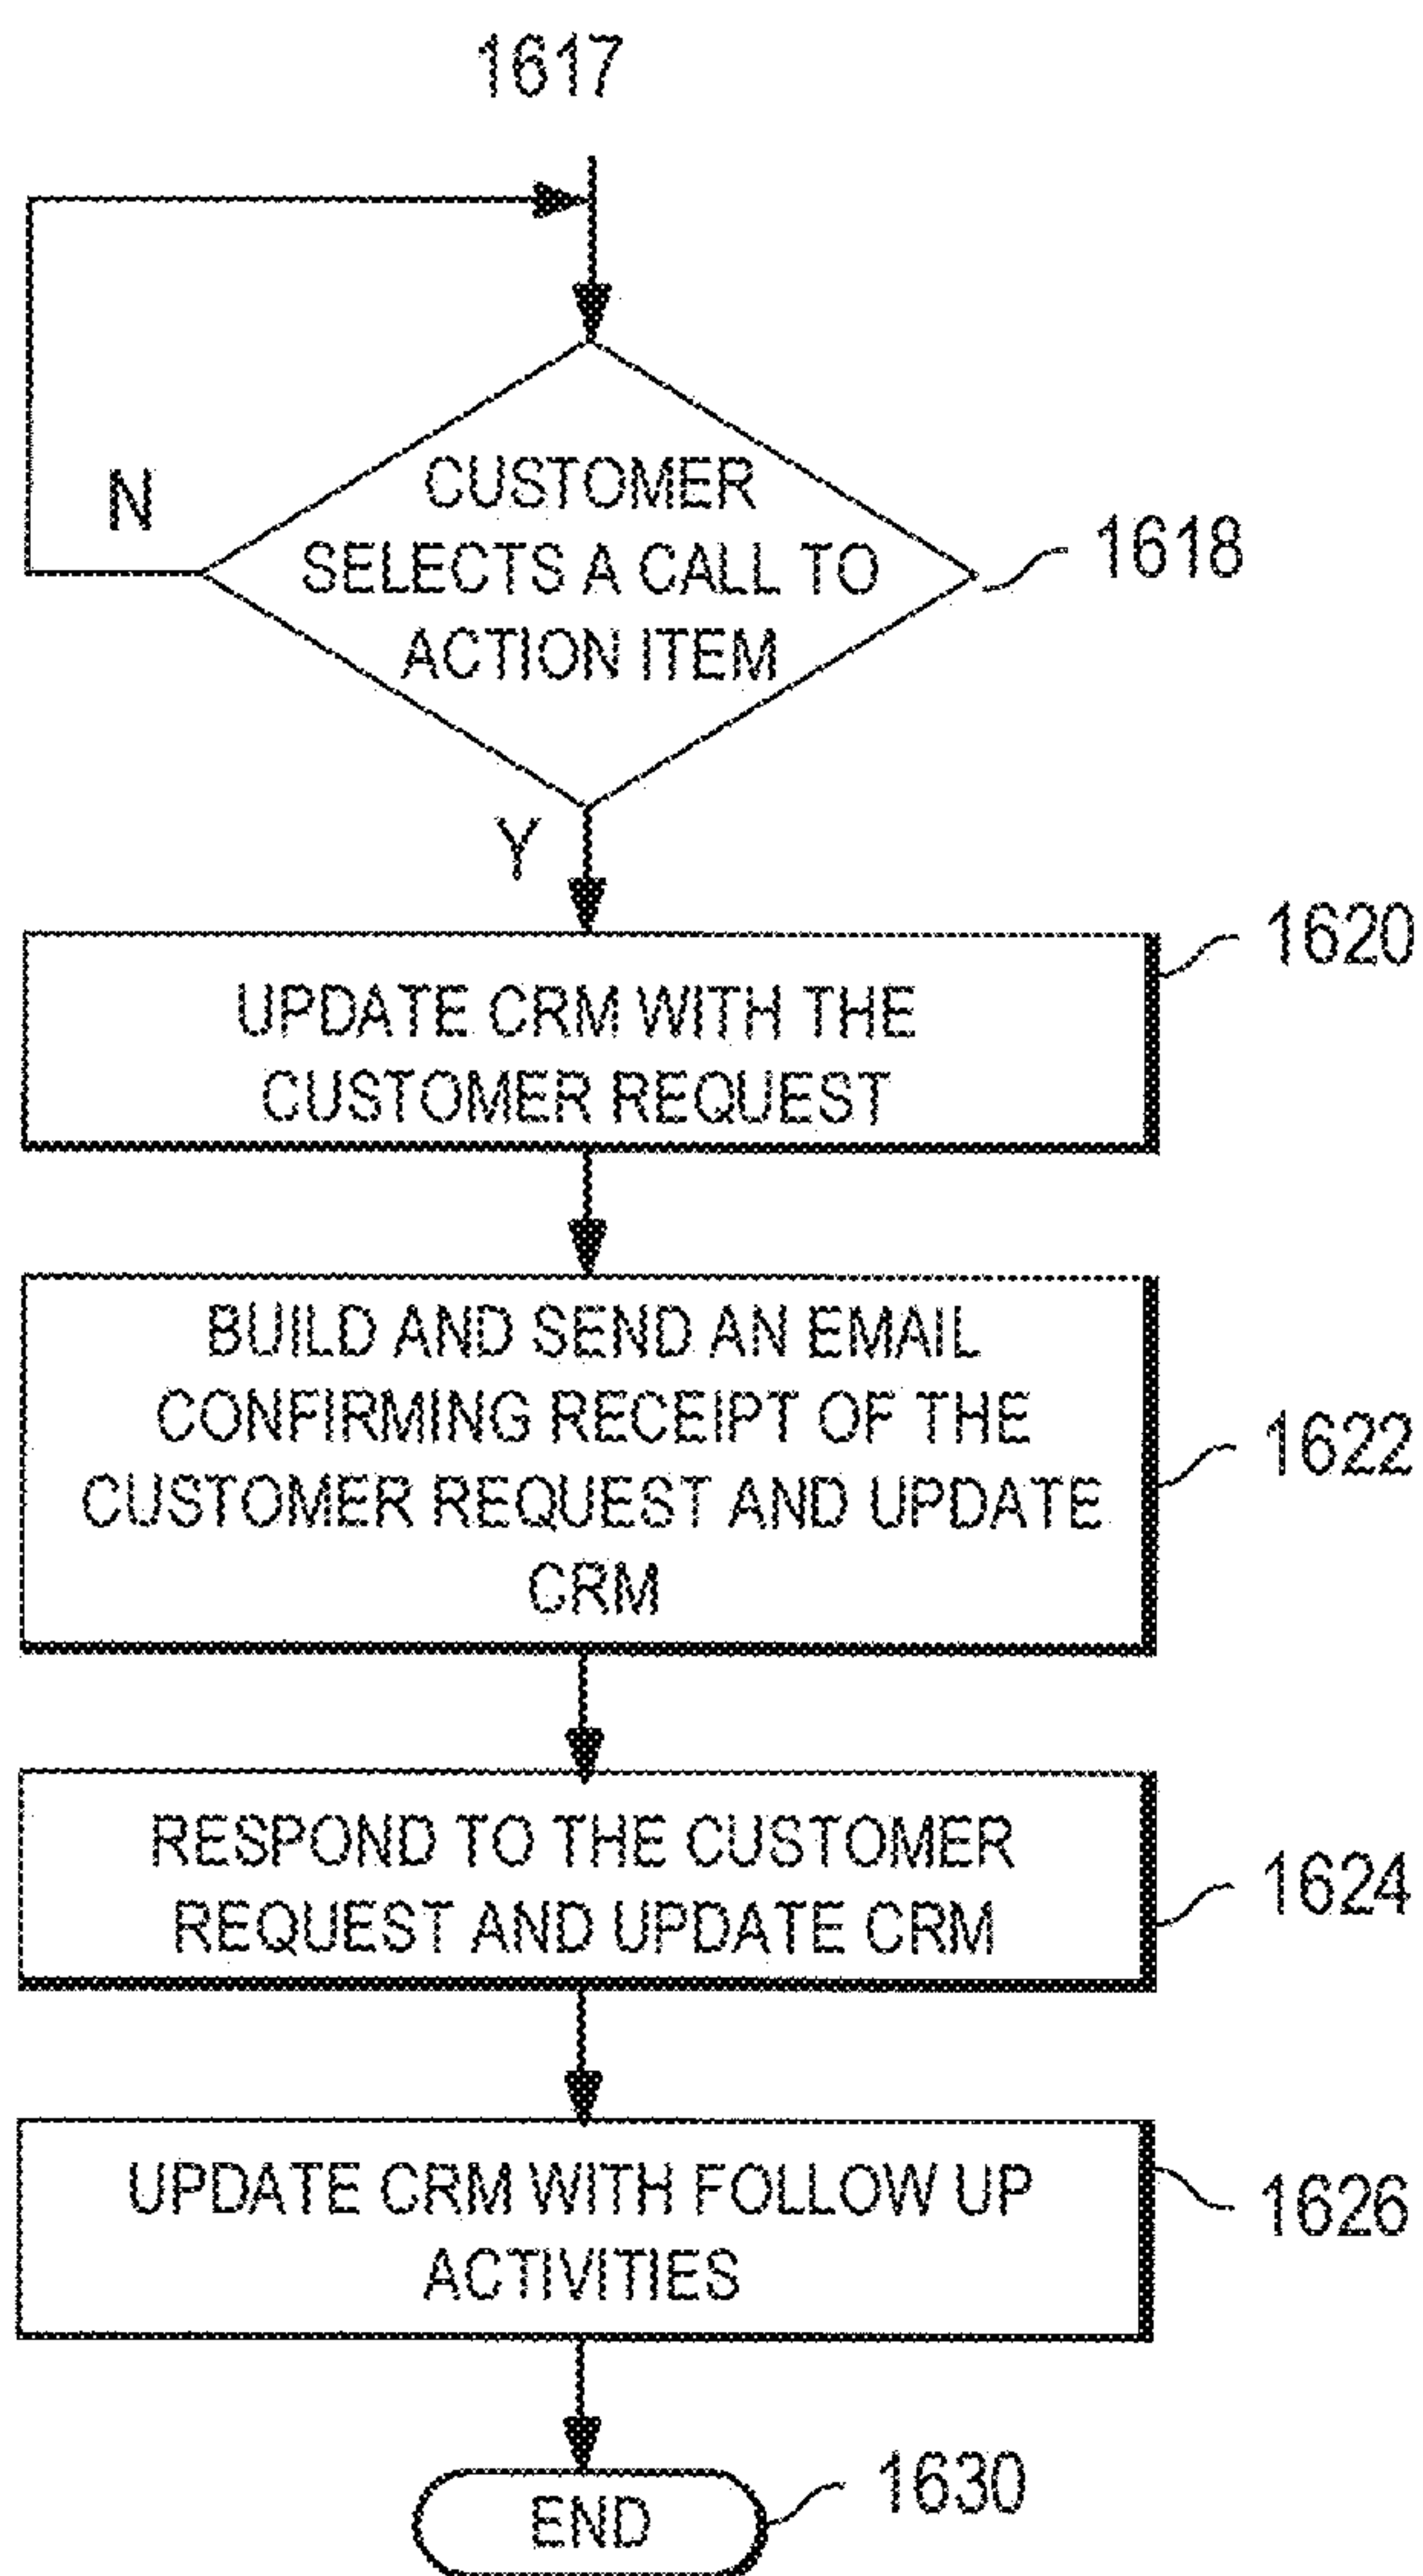 1617
N
CUSTOMER
SELECTS A CALL TO
ACTION ITEM
1618
Y
1620
UPDATE CRM WITH THE
CUSTOMER REQUEST
BUILD AND SEND AN EMAIL
CONFIRMING RECEIPT OF THE
CUSTOMER REQUEST AND UPDATE
CRM
1622
RESPOND TO THE CUSTOMER
REQUEST AND UPDATE CRM
1624
UPDATE CRM WITH FOLLOW UP
ACTIVITIES
1626
END
1630